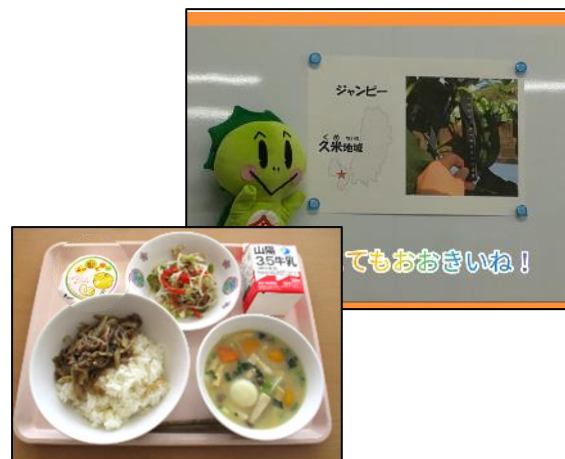 ジャンピー
くめ ちいき
久米地域
てもおおきいね！
山陽
3.5牛乳